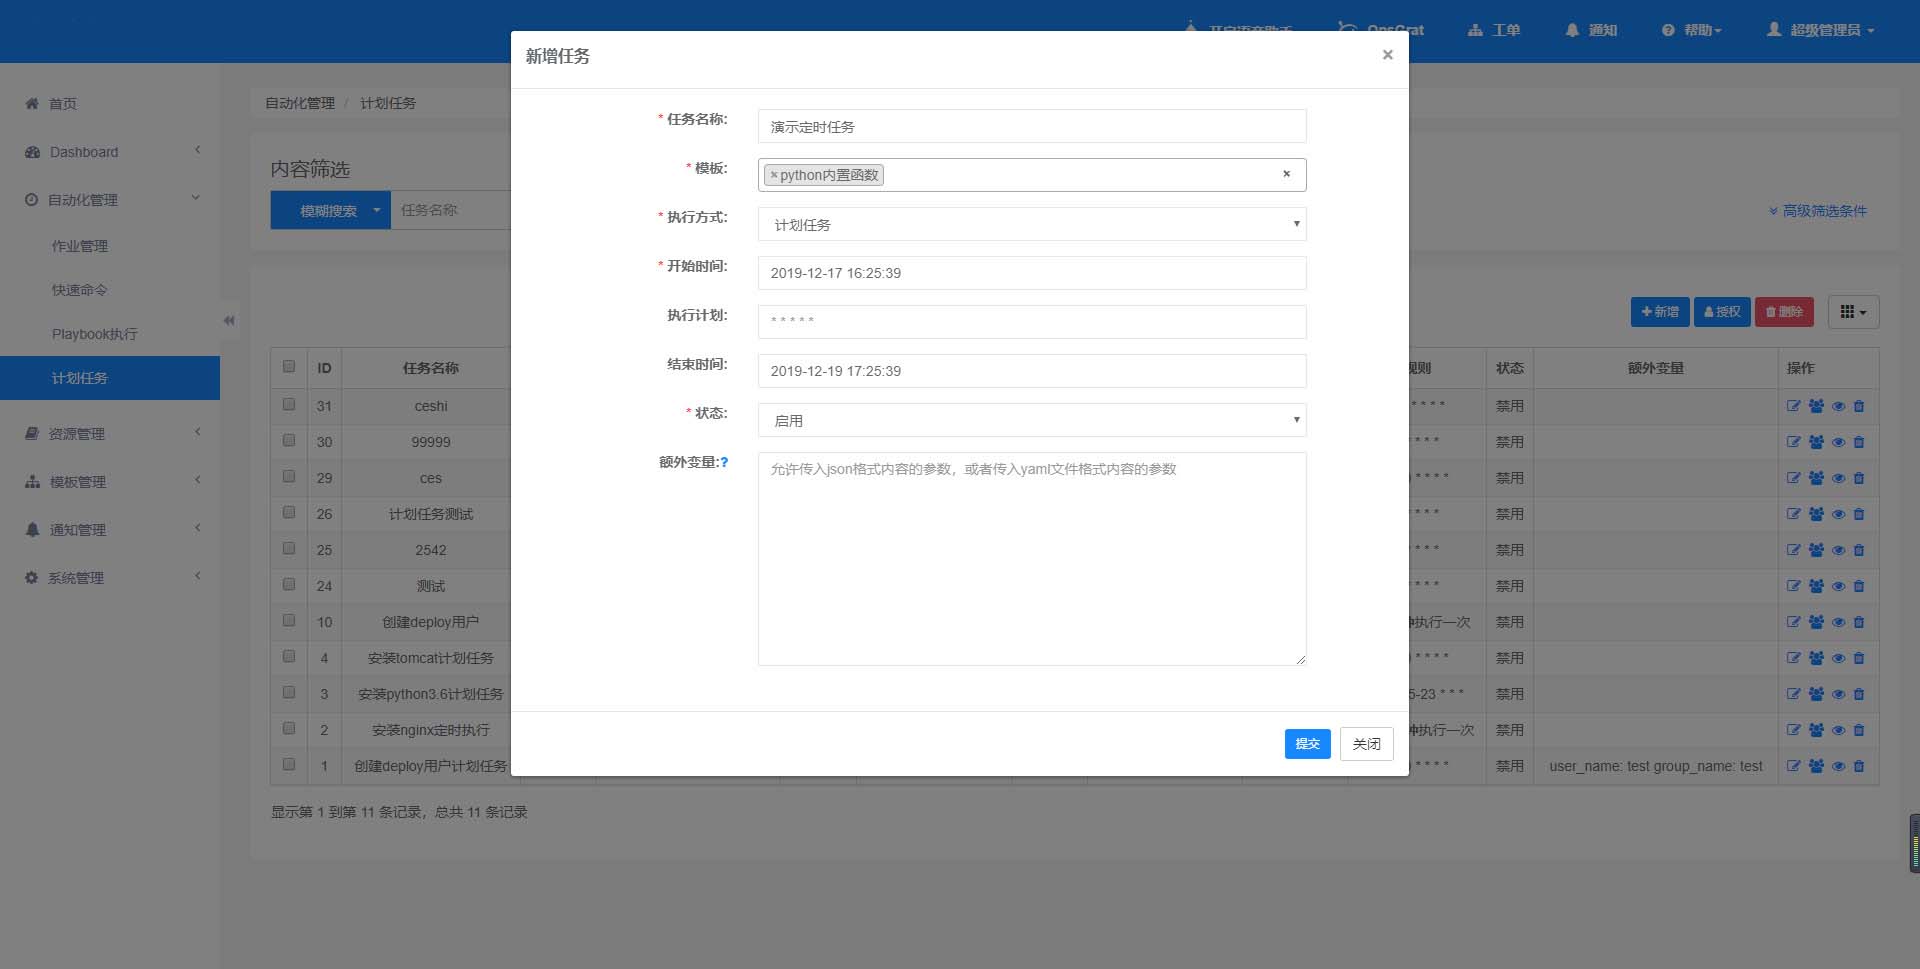 OpsGrat
工单
通知
帮助
超级管理员
首页
Dashboard
自动化管理
作业管理
快速命令
Playbook执行
计划任务
资源管理
模板管理
通知管理
系统管理
自动化管理 / 计划任务
内容筛选
模糊搜索
任务名称
高级筛选条件
新增
授权
删除
ID 任务名称 状态 额外变量 操作
31 ceshi * * * * 禁用
30 99999 * * * 禁用
29 ces * * * * 禁用
26 计划任务测试 * * * 禁用
25 2542 * * * 禁用
24 测试 * * * * 禁用
10 创建deploy用户 执行一次 禁用
4 安装tomcat计划任务 * * * * 禁用
3 安装python3.6计划任务 5-23 * * * 禁用
2 安装nginx定时执行 执行一次 禁用
1 创建deploy用户计划任务 * * * * 禁用 user_name: test group_name: test
显示第 1 到第 11 条记录，总共 11 条记录
新增任务 ×
* 任务名称: 演示定时任务
* 模板: ×python内置函数 ×
* 执行方式: 计划任务
* 开始时间: 2019-12-17 16:25:39
执行计划: * * * * *
结束时间: 2019-12-19 17:25:39
* 状态: 启用
额外变量:? 允许传入json格式内容的参数，或者传入yaml文件格式内容的参数
提交
关闭